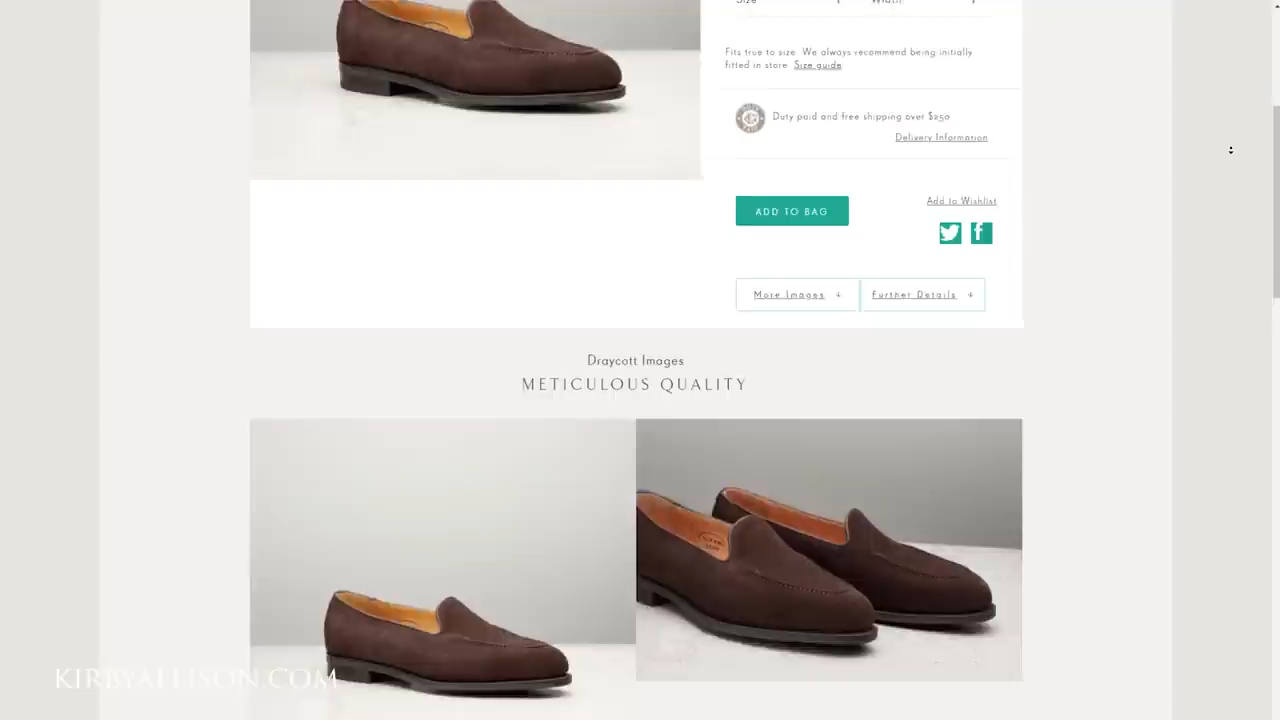 Size
Width
Fits true to size. We always recommend being initially
fitted in store. Size guide
Duty paid and free shipping over $250
Delivery Information
ADD TO BAG
Add to Wishlist
More Images
Further Details
Draycott Images
METICULOUS QUALITY
KIRBYALLISON.COM